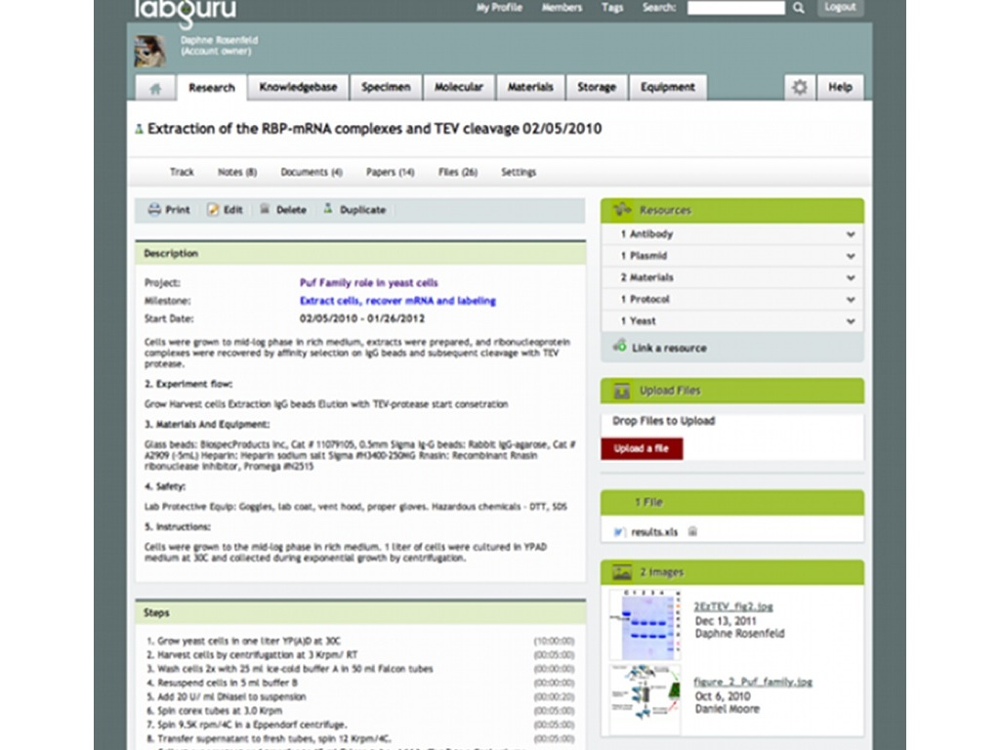 labguru
My Profile Members Tags Search: Logout
Daphne Rosenfeld
(Account owner)
Research Knowledgebase Specimen Molecular Materials Storage Equipment Help
Extraction of the RBP-mRNA complexes and TEV cleavage 02/05/2010
Track Notes (8) Documents (4) Papers (14) Files (26) Settings
Print Edit Delete Duplicate
Description
Project: Puf Family role in yeast cells
Milestone: Extract cells, recover mRNA and labeling
Start Date: 02/05/2010 - 01/26/2012
Cells were grown to mid-log phase in rich medium, extracts were prepared, and ribonucleoprotein
complexes were recovered by affinity selection on IgG beads and subsequent cleavage with TEV
protease.
2. Experiment flow:
Grow Harvest cells Extraction IgG beads Elution with TEV-protease start consetration
3. Materials And Equipment:
Glass beads: BiospecProducts Inc, Cat # 11079105, 0.5mm Sigma Ig-G beads: Rabbit IgG-agarose, Cat #
A2909 (-5mL) Heparin: Heparin sodium salt Sigma #H3400-250MG Rnasin: Recombinant Rnasin
ribonuclease inhibitor, Promega #N2515
4. Safety:
Lab Protective Equip: Goggles, lab coat, vent hood, proper gloves. Hazardous chemicals - DTT, SDS
5. Instructions:
Cells were grown to the mid-log phase in rich medium. 1 liter of cells were cultured in YPAD
medium at 30C and collected during exponential growth by centrifugation.
Steps
1. Grow yeast cells in one liter YP(A)D at 30C (10:00:00)
2. Harvest cells by centrifugattion at 3 Krpm/ RT (00:05:00)
3. Wash cells 2x with 25 ml ice-cold buffer A in 50 ml Falcon tubes (00:00:00)
4. Resuspend cells in 5 ml buffer B (00:00:00)
5. Add 20 U/ ml DNaseI to suspension (00:00:20)
6. Spin corex tubes at 3.0 Krpm (00:05:00)
7. Spin 9.5K rpm/4C in a Eppendorf centrifuge. (00:05:00)
8. Transfer supernatant to fresh tubes, spin 12 Krpm/4C. (00:05:00)
Resources
1 Antibody
1 Plasmid
2 Materials
1 Protocol
1 Yeast
Link a resource
Upload Files
Drop Files to Upload
Upload a file
1 File
results.xls
2 Images
C 1 2 3 4
2EzTEV_fig2.jpg
Dec 13, 2011
Daphne Rosenfeld
figure_2_Puf_family.jpg
Oct 6, 2010
Daniel Moore